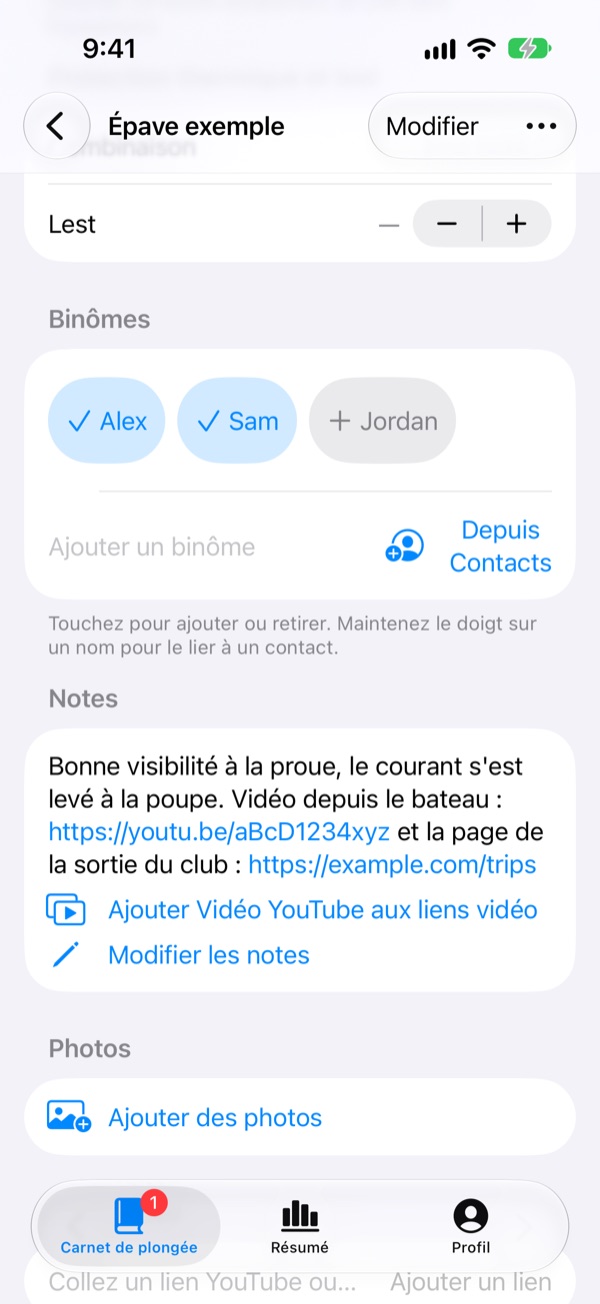 9:41
Épave exemple
Modifier
Lest
Binômes
Alex
Sam
Jordan
Ajouter un binôme
Depuis
Contacts
Touchez pour ajouter ou retirer. Maintenez le doigt sur
un nom pour le lier à un contact.
Notes
Bonne visibilité à la proue, le courant s'est
levé à la poupe. Vidéo depuis le bateau :
https://youtu.be/aBcD1234xyz et la page de
la sortie du club : https://example.com/trips
Ajouter Vidéo YouTube aux liens vidéo
Modifier les notes
Photos
Ajouter des photos
1
Carnet de plongée
Résumé
Profil
Collez un lien YouTube ou...
Ajouter un lien